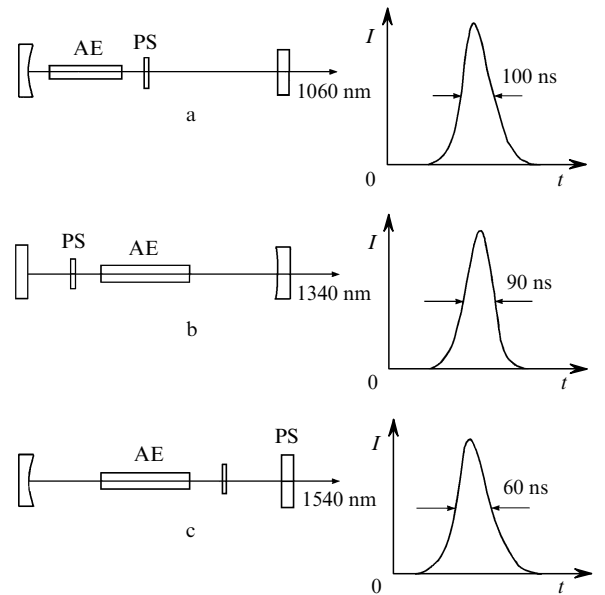 AE PS
1060 nm
a
I
100 ns
0 t
PS AE
1340 nm
b
I
90 ns
0 t
AE PS
1540 nm
c
I
60 ns
0 t